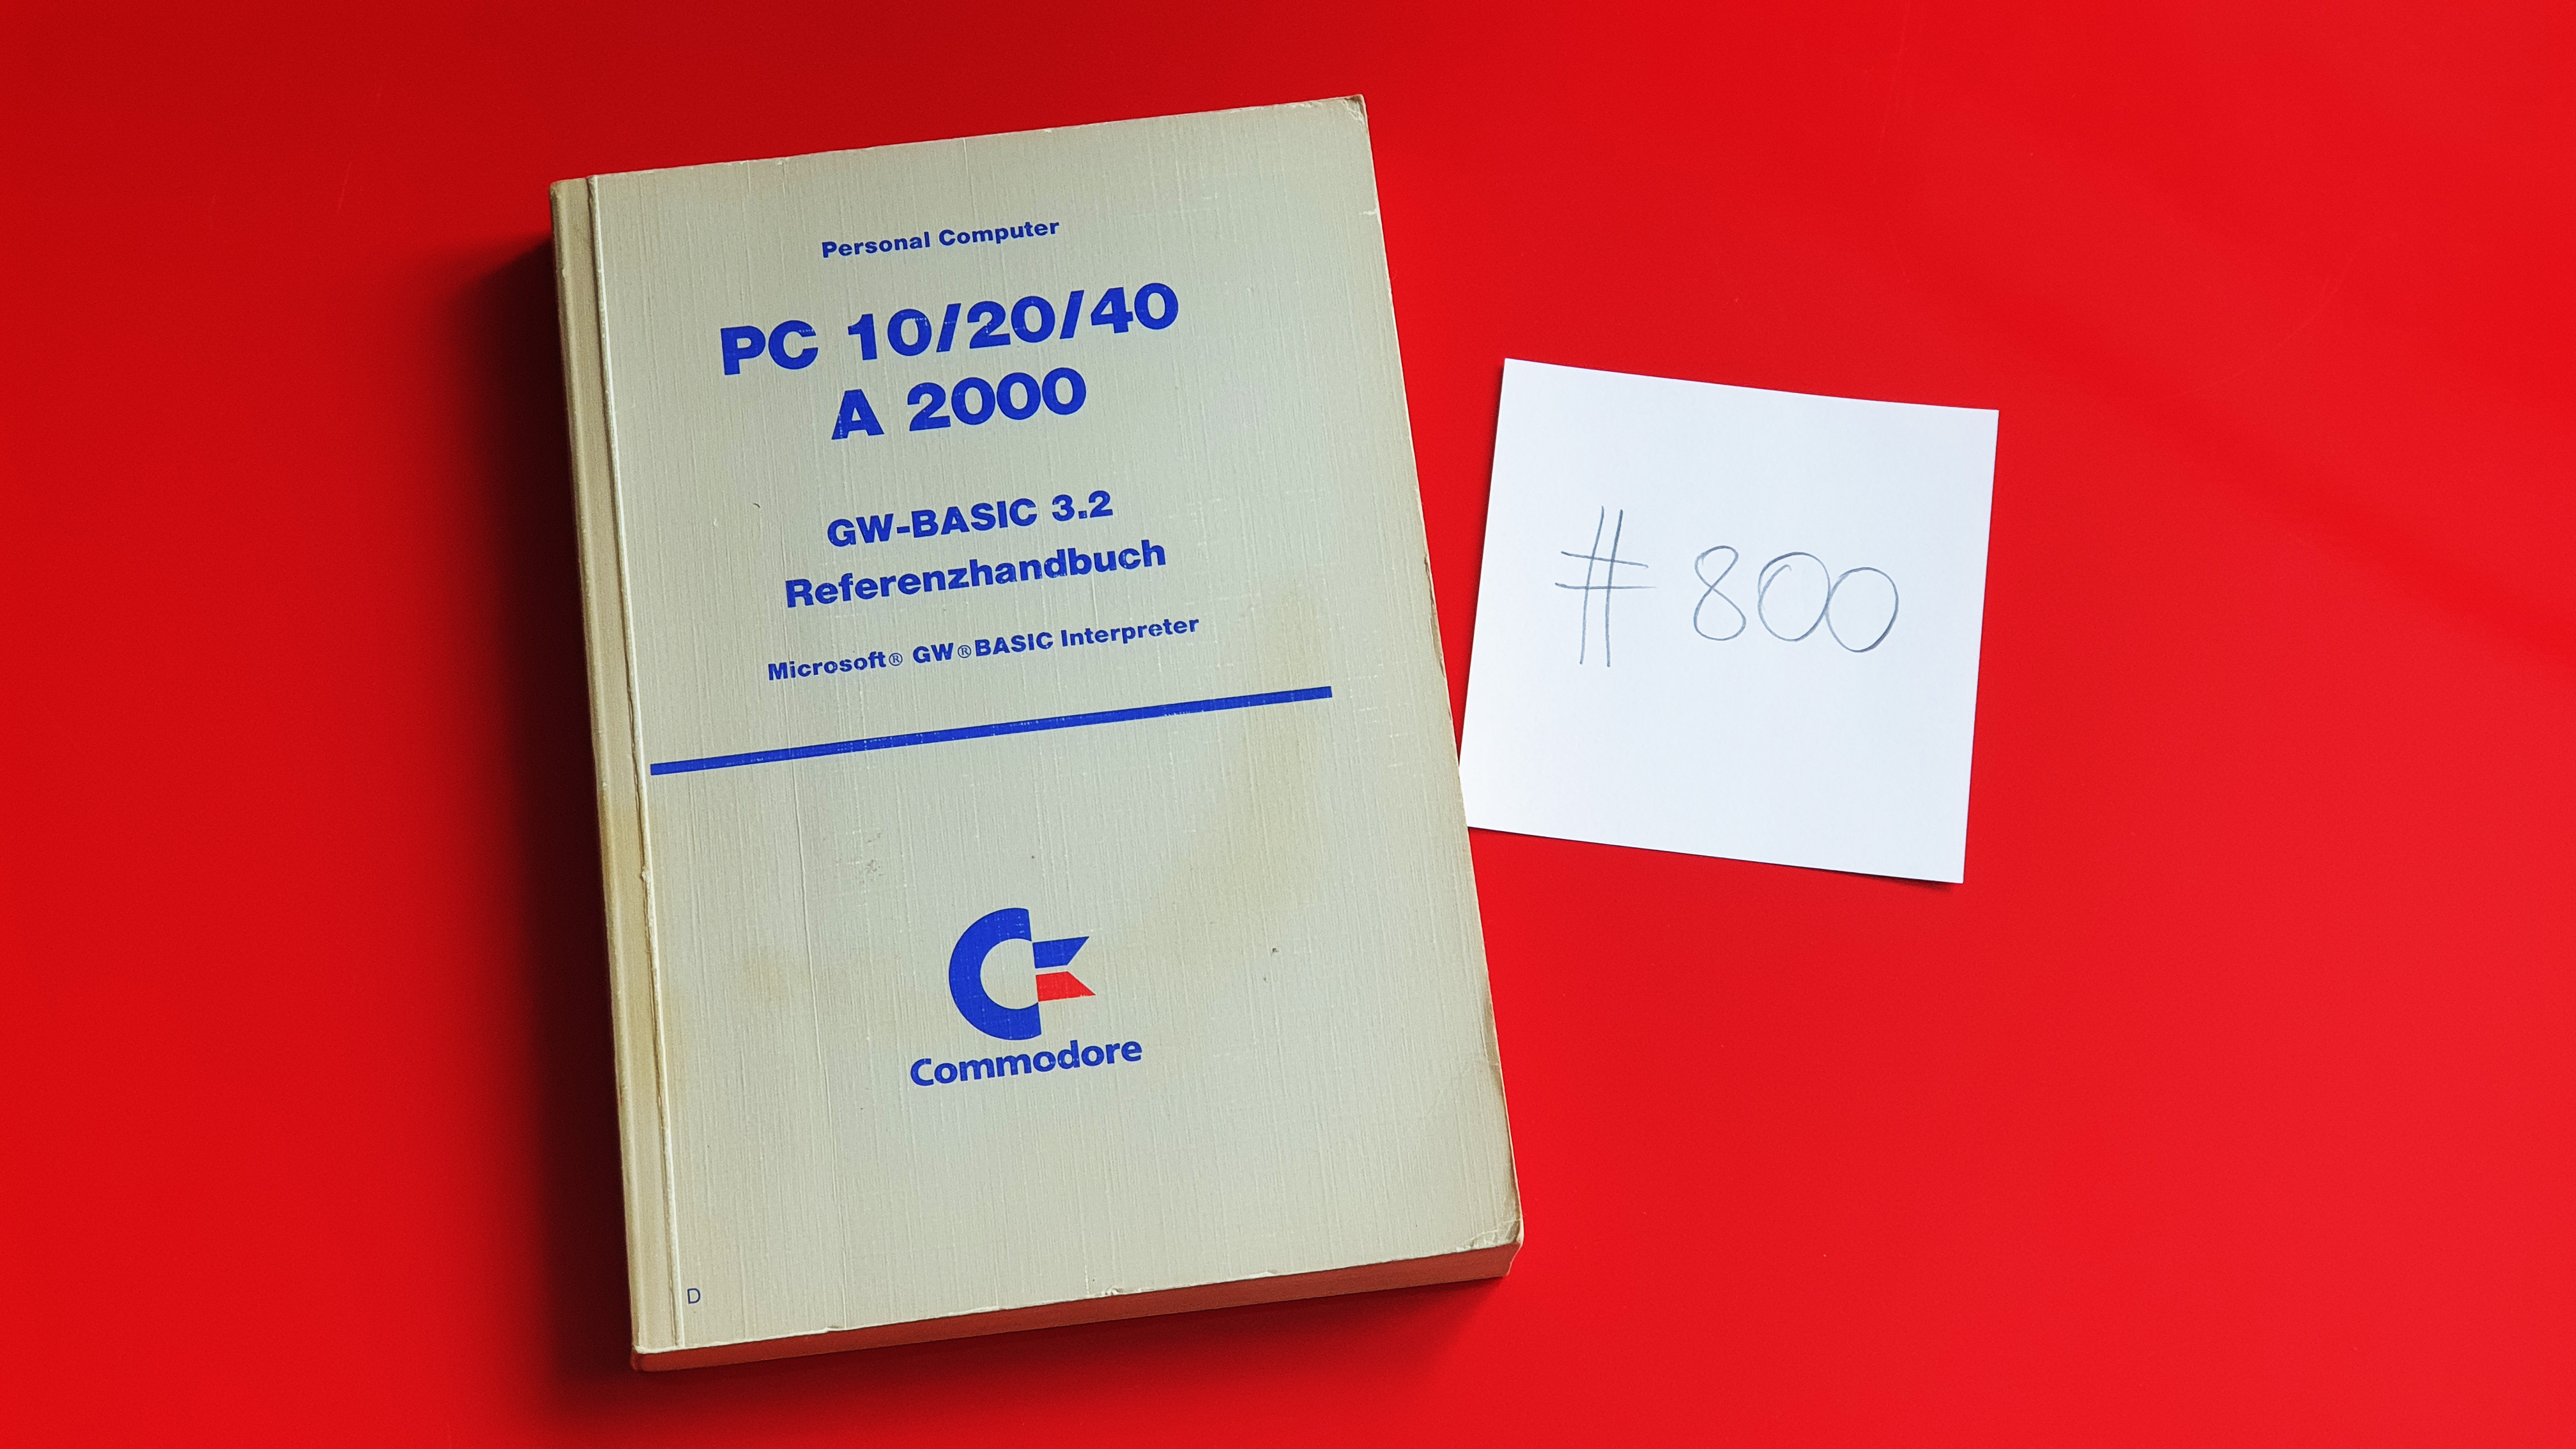 Personal Computer
PC 10/20/40
A 2000
GW-BASIC 3.2
Referenzhandbuch
Microsoft® GW®BASIC Interpreter
Commodore
D
# 800